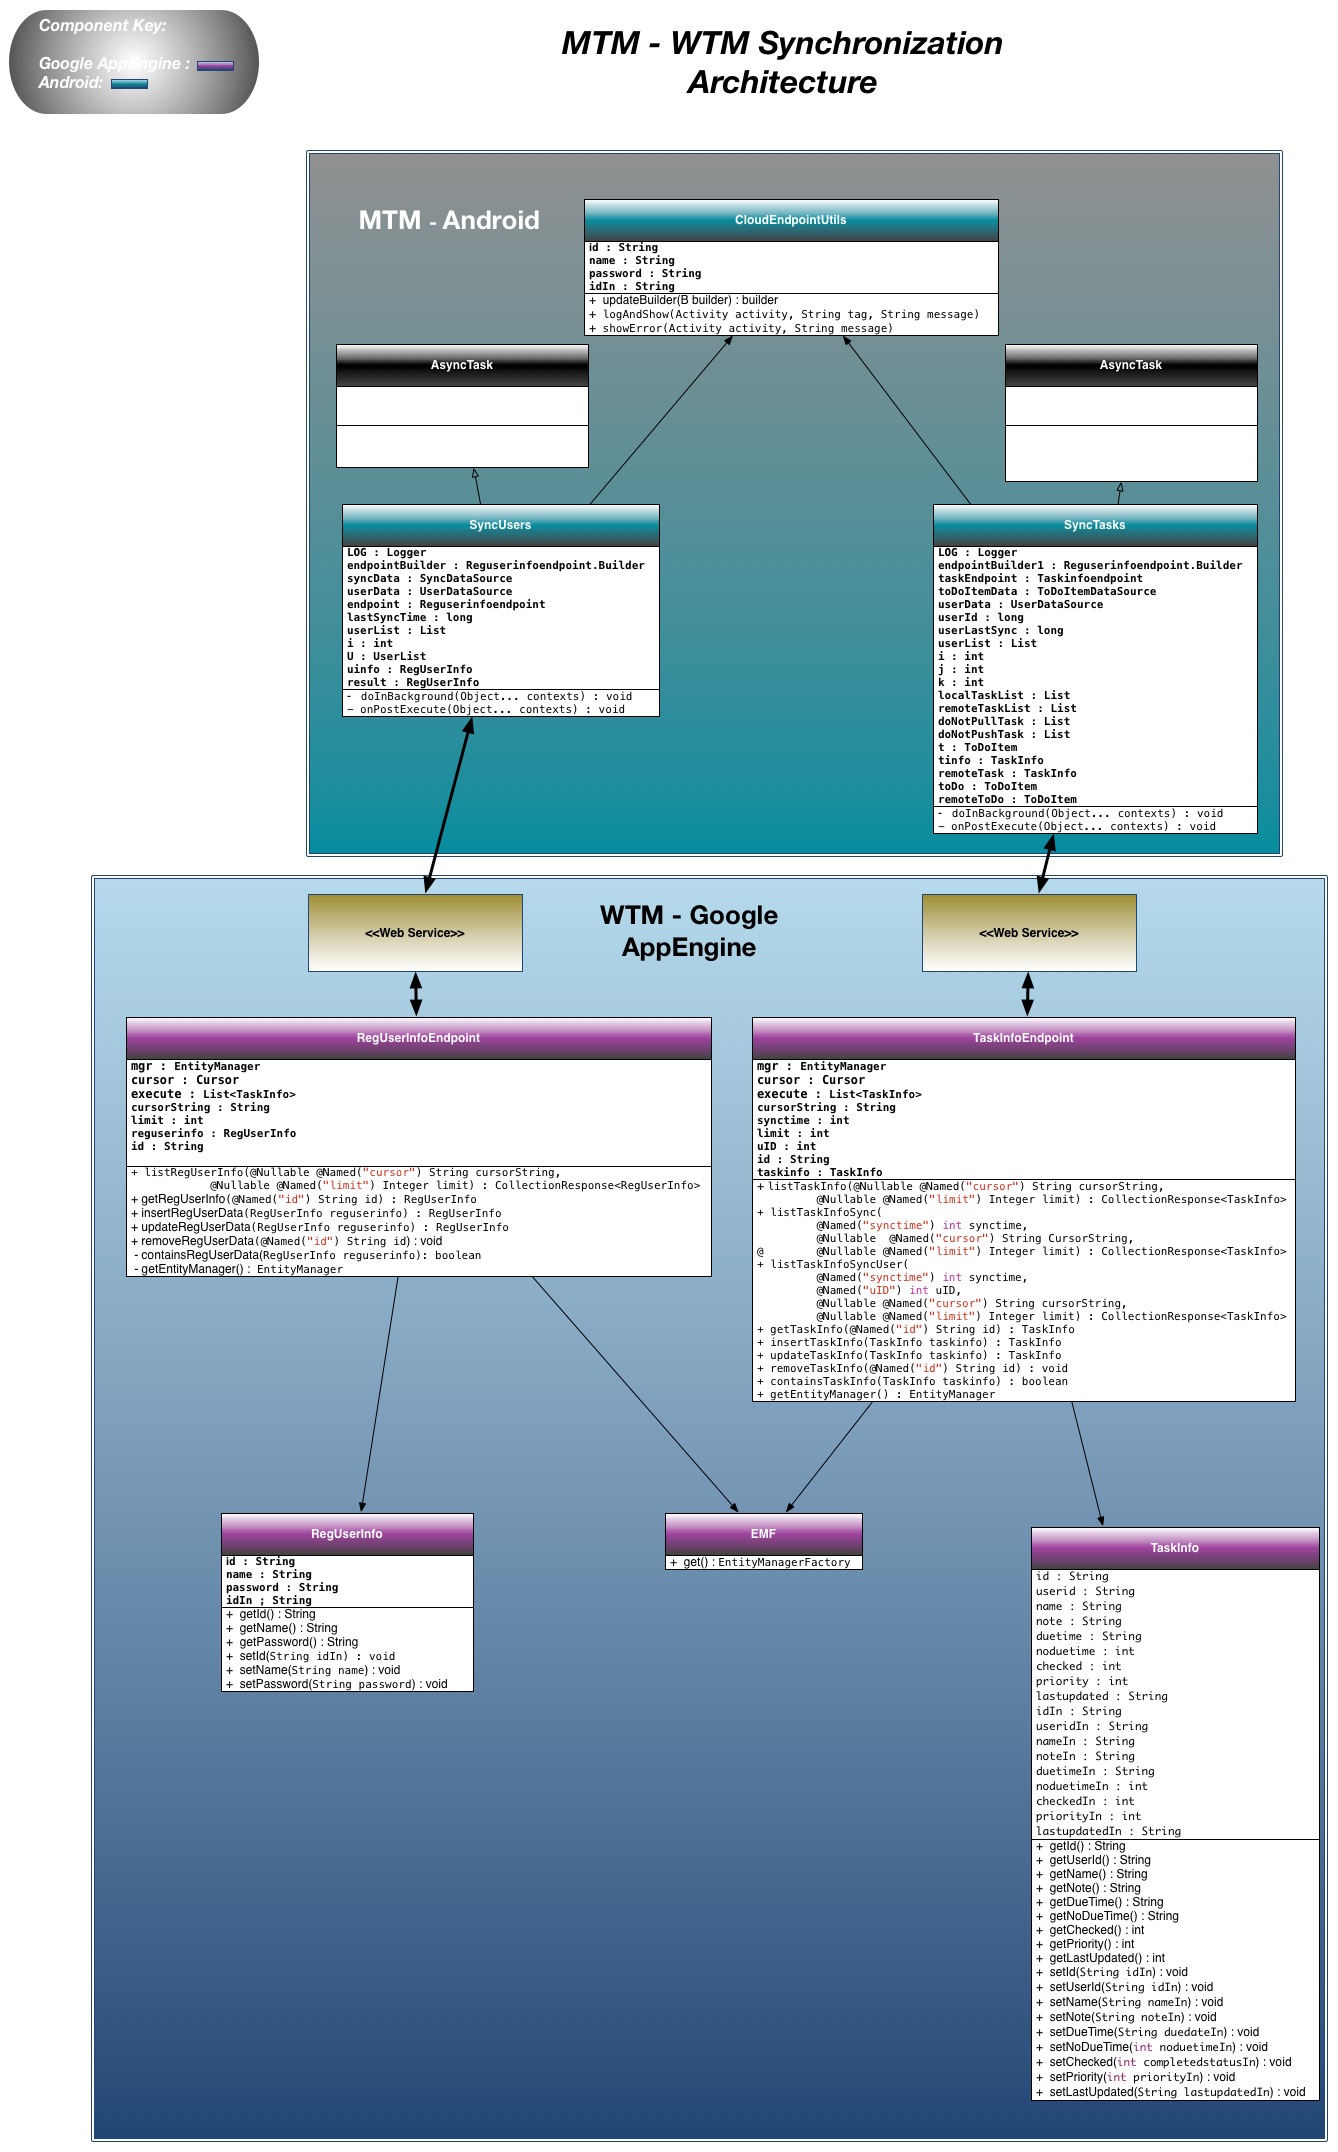 Component Key:
Google AppEngine :
Android:
MTM - WTM Synchronization
Architecture
MTM - Android
CloudEndpointUtils
id : String
name : String
password : String
idIn : String
+ updateBuilder(B builder) : builder
+ logAndShow(Activity activity, String tag, String message)
+ showError(Activity activity, String message)
AsyncTask
AsyncTask
SyncUsers
LOG : Logger
endpointBuilder : Reguserinfoendpoint.Builder
syncData : SyncDataSource
userData : UserDataSource
endpoint : Reguserinfoendpoint
lastSyncTime : long
userList : List
i : int
U : UserList
uinfo : RegUserInfo
result : RegUserInfo
- doInBackground(Object... contexts) : void
– onPostExecute(Object... contexts) : void
SyncTasks
LOG : Logger
endpointBuilder1 : Reguserinfoendpoint.Builder
taskEndpoint : Taskinfoendpoint
toDoItemData : ToDoItemDataSource
userData : UserDataSource
userId : long
userLastSync : long
userList : List
i : int
j : int
k : int
localTaskList : List
remoteTaskList : List
doNotPullTask : List
doNotPushTask : List
t : ToDoItem
tinfo : TaskInfo
remoteTask : TaskInfo
toDo : ToDoItem
remoteToDo : ToDoItem
- doInBackground(Object... contexts) : void
– onPostExecute(Object... contexts) : void
WTM - Google
AppEngine
<<Web Service>>
<<Web Service>>
RegUserInfoEndpoint
mgr : EntityManager
cursor : Cursor
execute : List<TaskInfo>
cursorString : String
limit : int
reguserinfo : RegUserInfo
id : String
+ listRegUserInfo(@Nullable @Named("cursor") String cursorString,
@Nullable @Named("limit") Integer limit) : CollectionResponse<RegUserInfo>
+ getRegUserInfo(@Named("id") String id) : RegUserInfo
+ insertRegUserData(RegUserInfo reguserinfo) : RegUserInfo
+ updateRegUserData(RegUserInfo reguserinfo) : RegUserInfo
+ removeRegUserData(@Named("id") String id) : void
- containsRegUserData(RegUserInfo reguserinfo): boolean
- getEntityManager() : EntityManager
TaskInfoEndpoint
mgr : EntityManager
cursor : Cursor
execute : List<TaskInfo>
cursorString : String
synctime : int
limit : int
uID : int
id : String
taskinfo : TaskInfo
+ listTaskInfo(@Nullable @Named("cursor") String cursorString,
@Nullable @Named("limit") Integer limit) : CollectionResponse<TaskInfo>
+ listTaskInfoSync(
@Named("synctime") int synctime,
@Nullable @Named("cursor") String CursorString,
@ @Nullable @Named("limit") Integer limit) : CollectionResponse<TaskInfo>
+ listTaskInfoSyncUser(
@Named("synctime") int synctime,
@Named("uID") int uID,
@Nullable @Named("cursor") String cursorString,
@Nullable @Named("limit") Integer limit) : CollectionResponse<TaskInfo>
+ getTaskInfo(@Named("id") String id) : TaskInfo
+ insertTaskInfo(TaskInfo taskinfo) : TaskInfo
+ updateTaskInfo(TaskInfo taskinfo) : TaskInfo
+ removeTaskInfo(@Named("id") String id) : void
+ containsTaskInfo(TaskInfo taskinfo) : boolean
+ getEntityManager() : EntityManager
RegUserInfo
id : String
name : String
password : String
idIn ; String
+ getId() : String
+ getName() : String
+ getPassword() : String
+ setId(String idIn) : void
+ setName(String name) : void
+ setPassword(String password) : void
EMF
+ get() : EntityManagerFactory
TaskInfo
id : String
userid : String
name : String
note : String
duetime : String
noduetime : int
checked : int
priority : int
lastupdated : String
idIn : String
useridIn : String
nameIn : String
noteIn : String
duetimeIn : String
noduetimeIn : int
checkedIn : int
priorityIn : int
lastupdatedIn : String
+ getId() : String
+ getUserId() : String
+ getName() : String
+ getNote() : String
+ getDueTime() : String
+ getNoDueTime() : String
+ getChecked() : int
+ getPriority() : int
+ getLastUpdated() : int
+ setId(String idIn) : void
+ setUserId(String idIn) : void
+ setName(String nameIn) : void
+ setNote(String noteIn) : void
+ setDueTime(String duedateIn) : void
+ setNoDueTime(int noduetimeIn) : void
+ setChecked(int completedstatusIn) : void
+ setPriority(int priorityIn) : void
+ setLastUpdated(String lastupdatedIn) : void